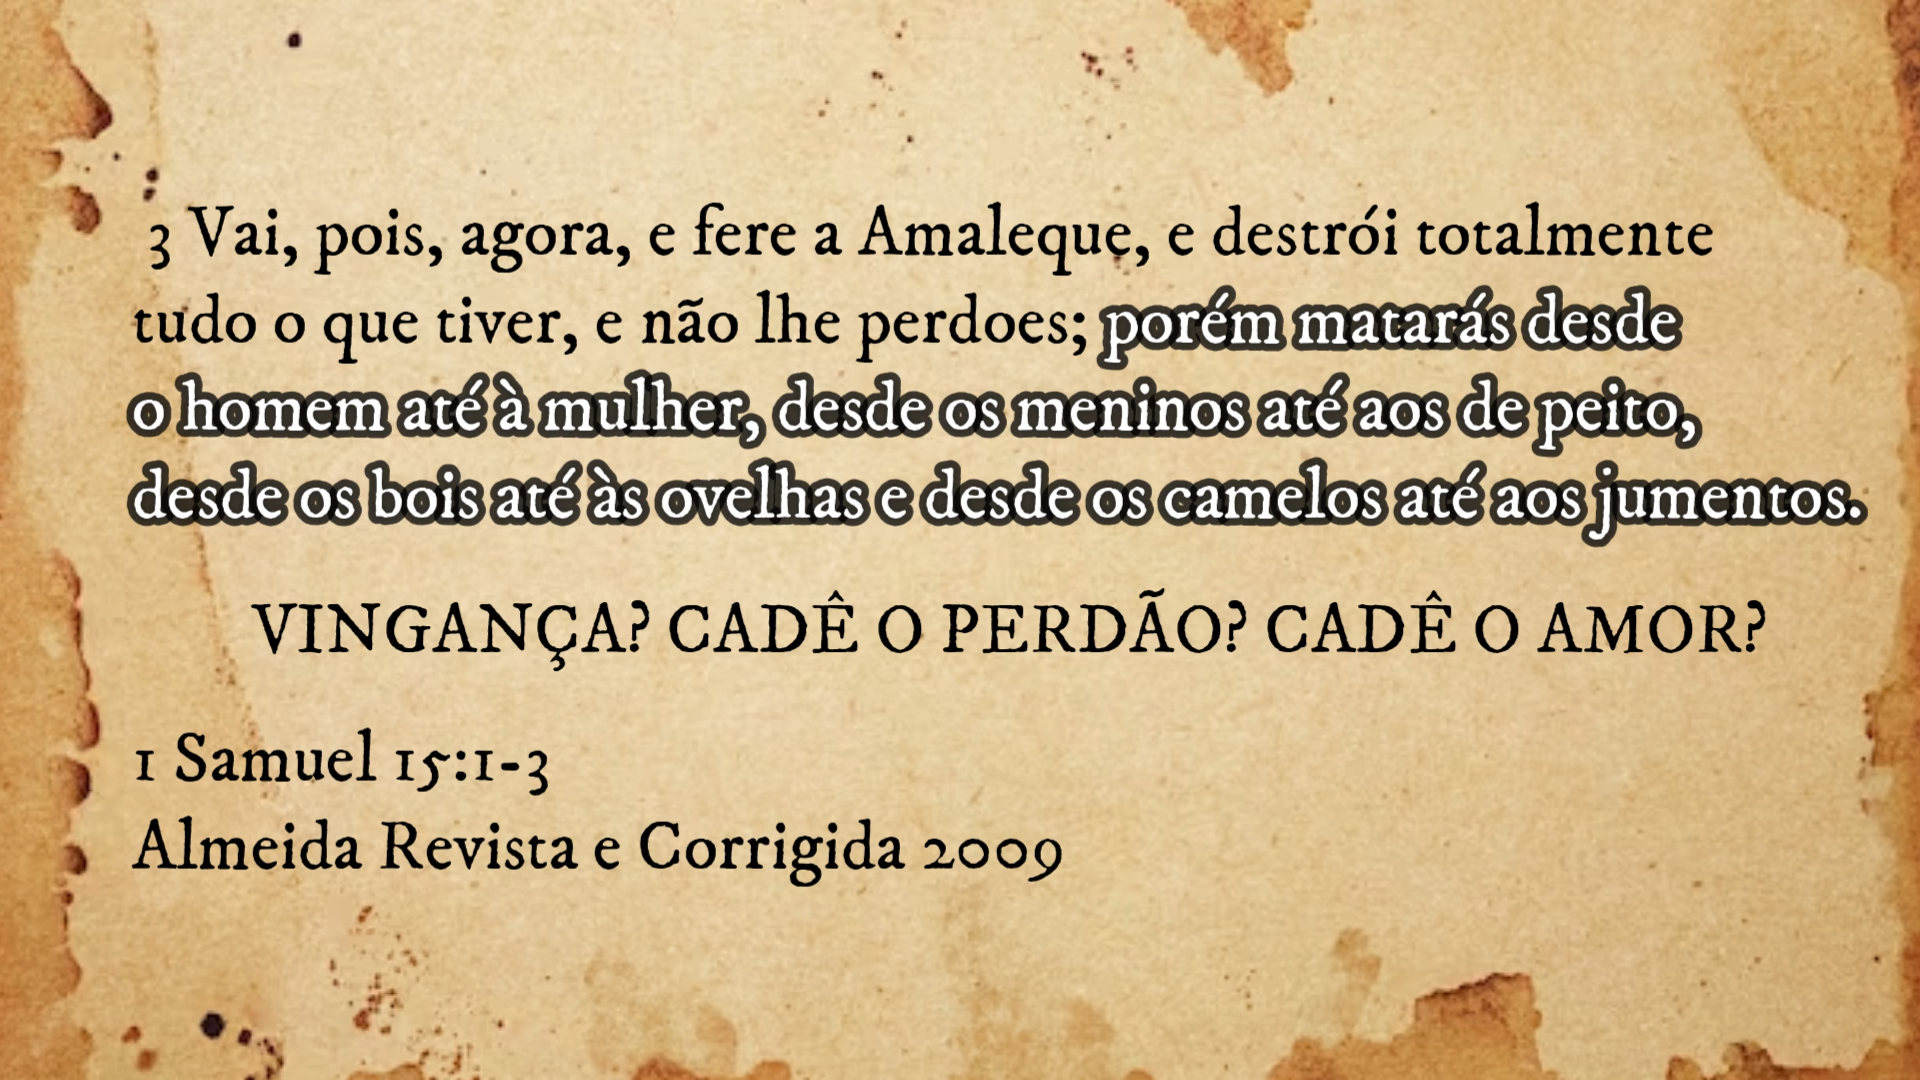 3 Vai, pois, agora, e fere a Amaleque, e destrói totalmente
tudo o que tiver, e não lhe perdoes; porém matarás desde
o homem até à mulher, desde os meninos até aos de peito,
desde os bois até às ovelhas e desde os camelos até aos jumentos.
VINGANÇA? CADÊ O PERDÃO? CADÊ O AMOR?
1 Samuel 15:1-3
Almeida Revista e Corrigida 2009